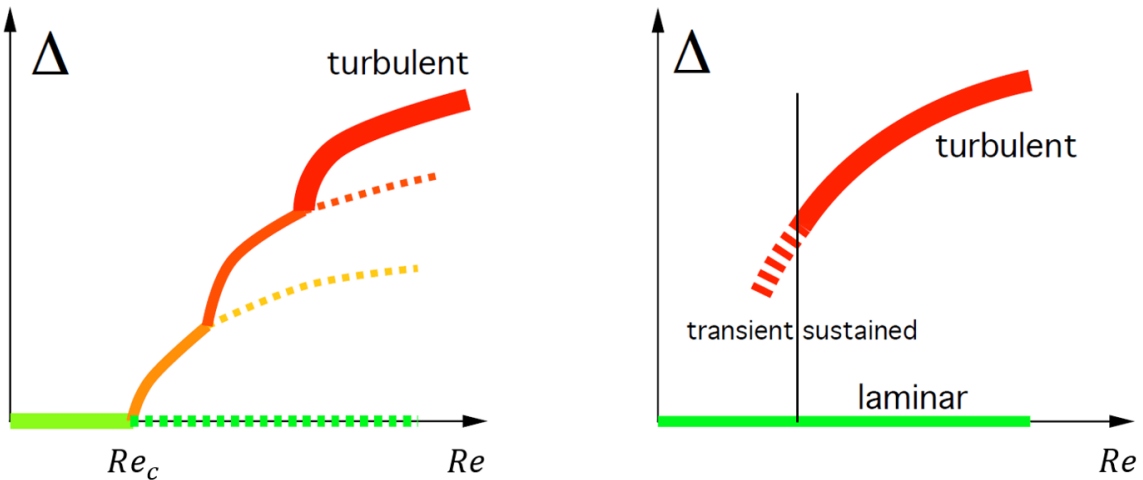 Δ
turbulent
Re_c
Re
Δ
turbulent
transient sustained
laminar
Re